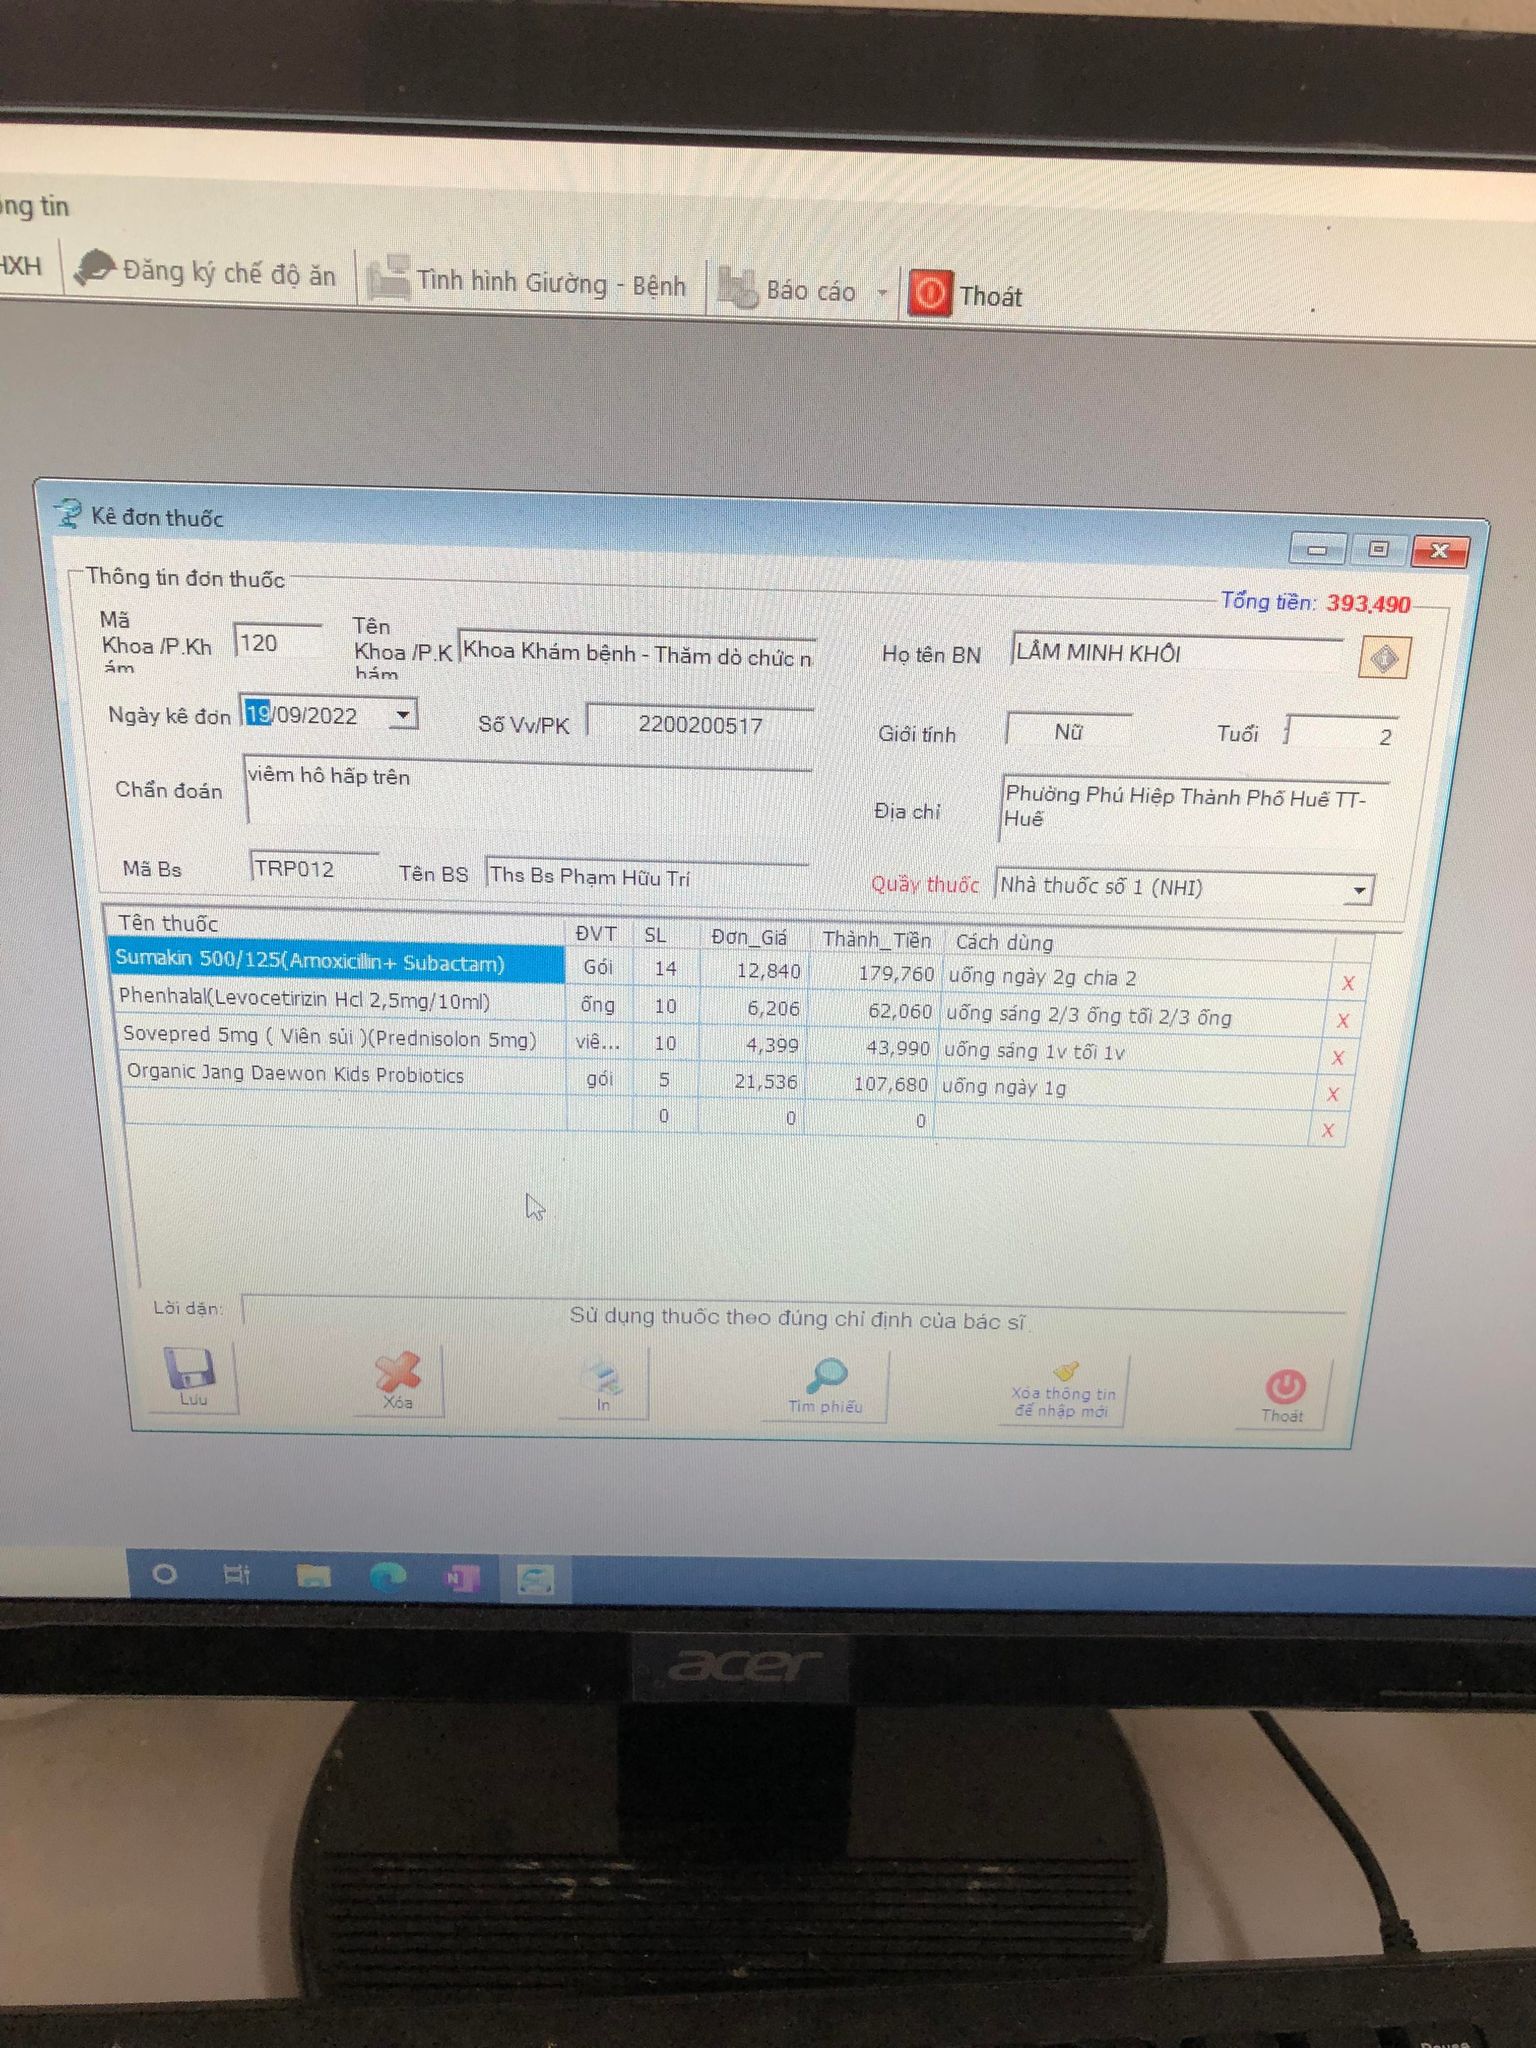 ông tin
HXH
Đăng ký chế độ ăn
Tình hình Giường - Bệnh
Báo cáo
Thoát
Kê đơn thuốc
Thông tin đơn thuốc
Tổng tiền: 393,490
Mã Khoa /P.Khám
120
Tên Khoa /P.Khám
Khoa Khám bệnh - Thăm dò chức n
Họ tên BN
LÂM MINH KHÔI
Ngày kê đơn
19/09/2022
Số Vv/PK
2200200517
Giới tính
Nữ
Tuổi
2
Chẩn đoán
viêm hô hấp trên
Địa chỉ
Phường Phú Hiệp Thành Phố Huế TT-
Huế
Mã Bs
TRP012
Tên BS
Ths Bs Phạm Hữu Trí
Quầy thuốc
Nhà thuốc số 1 (NHI)
Tên thuốc ĐVT SL Đơn_Giá Thành_Tiền Cách dùng
Sumakin 500/125(Amoxicillin+ Subactam) Gói 14 12,840 179,760 uống ngày 2g chia 2 X
Phenhalal(Levocetirizin Hcl 2,5mg/10ml) ống 10 6,206 62,060 uống sáng 2/3 ống tối 2/3 ống X
Sovepred 5mg ( Viên sủi )(Prednisolon 5mg) viê... 10 4,399 43,990 uống sáng 1v tối 1v X
Organic Jang Daewon Kids Probiotics gói 5 21,536 107,680 uống ngày 1g X
0 0 0 X
Lời dặn:
Sử dụng thuốc theo đúng chỉ định của bác sĩ
Lưu
Xóa
In
Tìm phiếu
Xóa thông tin
để nhập mới
Thoát
N
acer
Pause